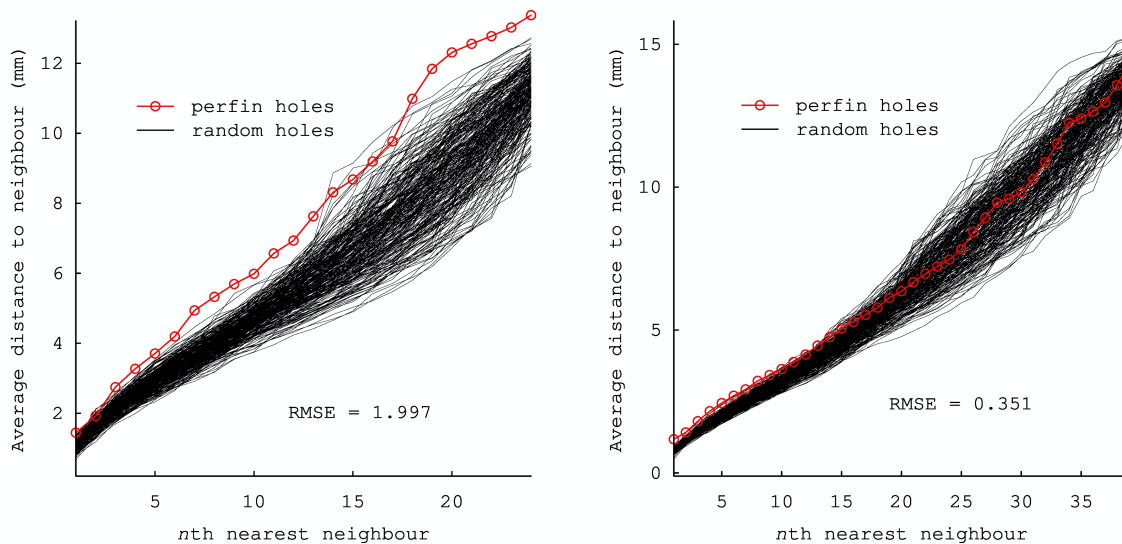 Average distance to neighbour (mm)
12
10
8
6
4
2
perfin holes
random holes
RMSE = 1.997
5
10
15
20
nth nearest neighbour
Average distance to neighbour (mm)
15
10
5
0
perfin holes
random holes
RMSE = 0.351
5
10
15
20
25
30
35
nth nearest neighbour